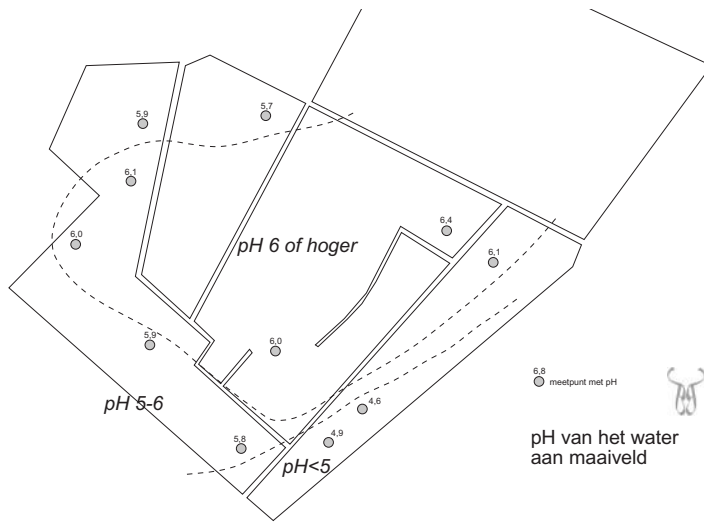 5,7
5,9
6,1
6,4
6,0
pH 6 of hoger
6,1
5,9
6,0
6,8
meetpunt met pH
pH 5-6
4,6
5,8
4,9
pH<5
pH van het water
aan maaiveld